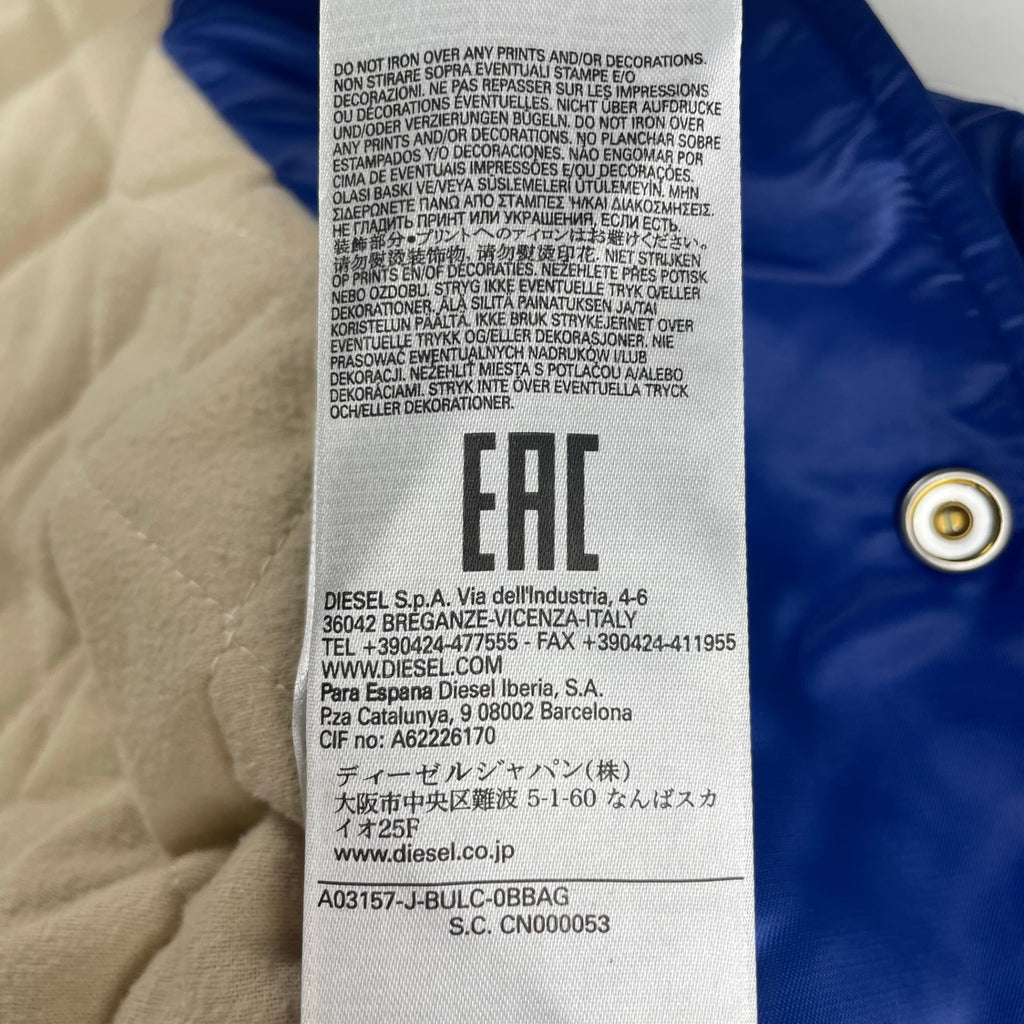 DO NOT IRON OVER ANY PRINTS AND/OR DECORATIONS.
NON STIRARE SOPRA EVENTUALI STAMPE E/O
DECORAZIONI. NE PAS REPASSER SUR LES IMPRESSIONS
OU DECORATIONS ÉVENTUELLES. NICHT ÜBER AUFDRUCKE
UND/ODER VERZIERUNGEN BÜGELN. DO NOT IRON OVER
ANY PRINTS AND/OR DECORATIONS. NO PLANCHAR SOBRE
ESTAMPADOS Y/O DECORACIONES. NÃO ENGOMAR POR
CIMA DE EVENTUAIS IMPRESSÕES E/OU DECORAÇÕES.
OLASI BASKI VE/VEYA SÜSLEMELERİ ÜTÜLEMEYİN. MHN
ΣΙΔΕΡΩΝΕΤΕ ΠΑΝΩ ΑΠΟ ΣΤΑΜΠΕΣ 'Η/ΚΑΙ ΔΙΑΚΟΣΜΗΣΕΙΣ.
НЕ ГЛАДИТЬ ПРИНТ ИЛИ УКРАШЕНИЯ, ЕСЛИ ЕСТЬ.
装飾部分●プリントへのアイロンはお避けください。
请勿熨烫装饰物, 请勿熨烫印花. NIET STRIJKEN
OP PRINTS EN/OF DECORATIES. NEŽEHLETE PŘES POTISK
NEBO OZDOBU. STRYG IKKE EVENTUELLE TRYK O/ELLER
DEKORATIONER. ÄLÄ SILITÄ PAINATUKSEN JA/TAI
KORISTELUN PÄÄLTÄ. IKKE BRUK STRYKEJERNET OVER
EVENTUELLE TRYKK OG/ELLER DEKORASJONER. NIE
PRASOWAĆ EWENTUALNYCH NADRUKÓW I/LUB
DEKORACJI. NEŽEHLIŤ MIESTA S POTLAČOU A/ALEBO
DEKORÁCIAMI. STRYK INTE ÖVER EVENTUELLA TRYCK
OCH/ELLER DEKORATIONER.
EAC
DIESEL S.p.A. Via dell'Industria, 4-6
36042 BREGANZE-VICENZA-ITALY
TEL +390424-477555 - FAX +390424-411955
WWW.DIESEL.COM
Para Espana Diesel Iberia, S.A.
P.za Catalunya, 9 08002 Barcelona
CIF no: A62226170
ディーゼルジャパン(株)
大阪市中央区難波 5-1-60 なんばスカ
イオ25F
www.diesel.co.jp
A03157-J-BULC-0BBAG
S.C. CN000053